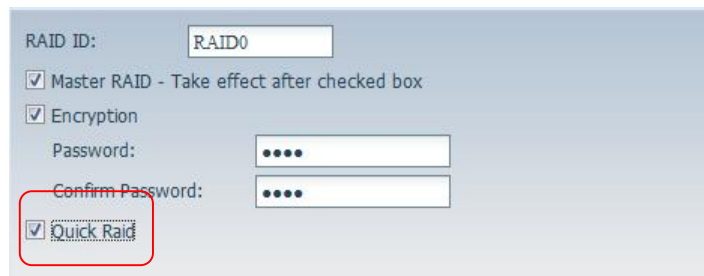 RAID ID: RAID0
Master RAID - Take effect after checked box
Encryption
Password: ••••
Confirm Password: ••••
Quick Raid